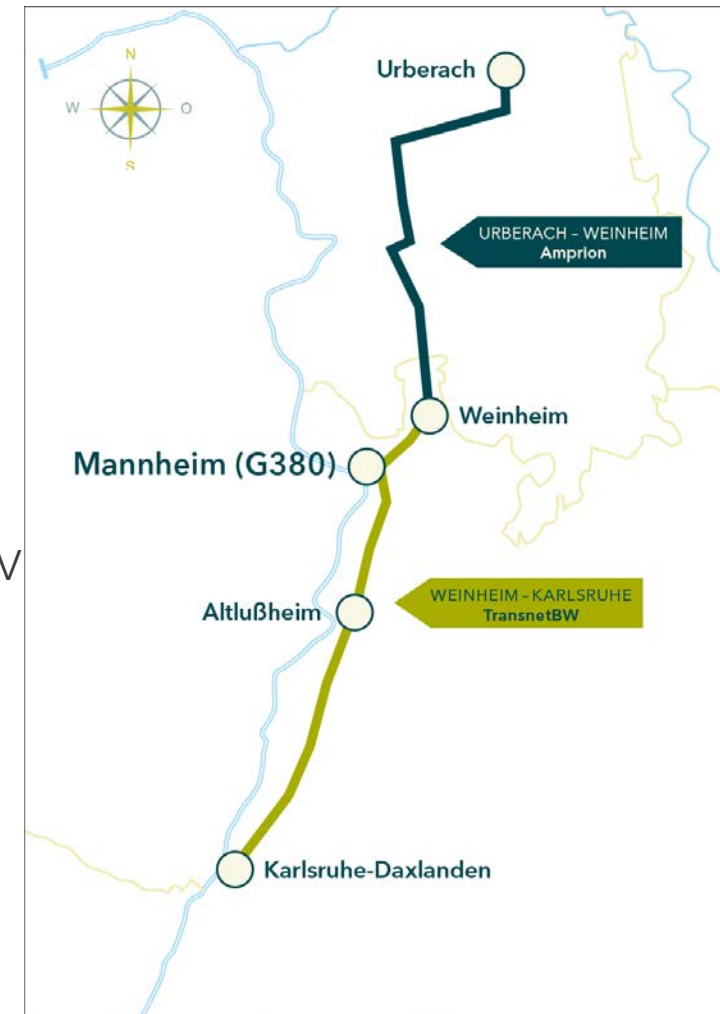 Urberach
N
W
O
S
URBERACH – WEINHEIM
Amprion
Weinheim
Mannheim (G380)
V
WEINHEIM – KARLSRUHE
TransnetBW
Altlußheim
Karlsruhe-Daxlanden